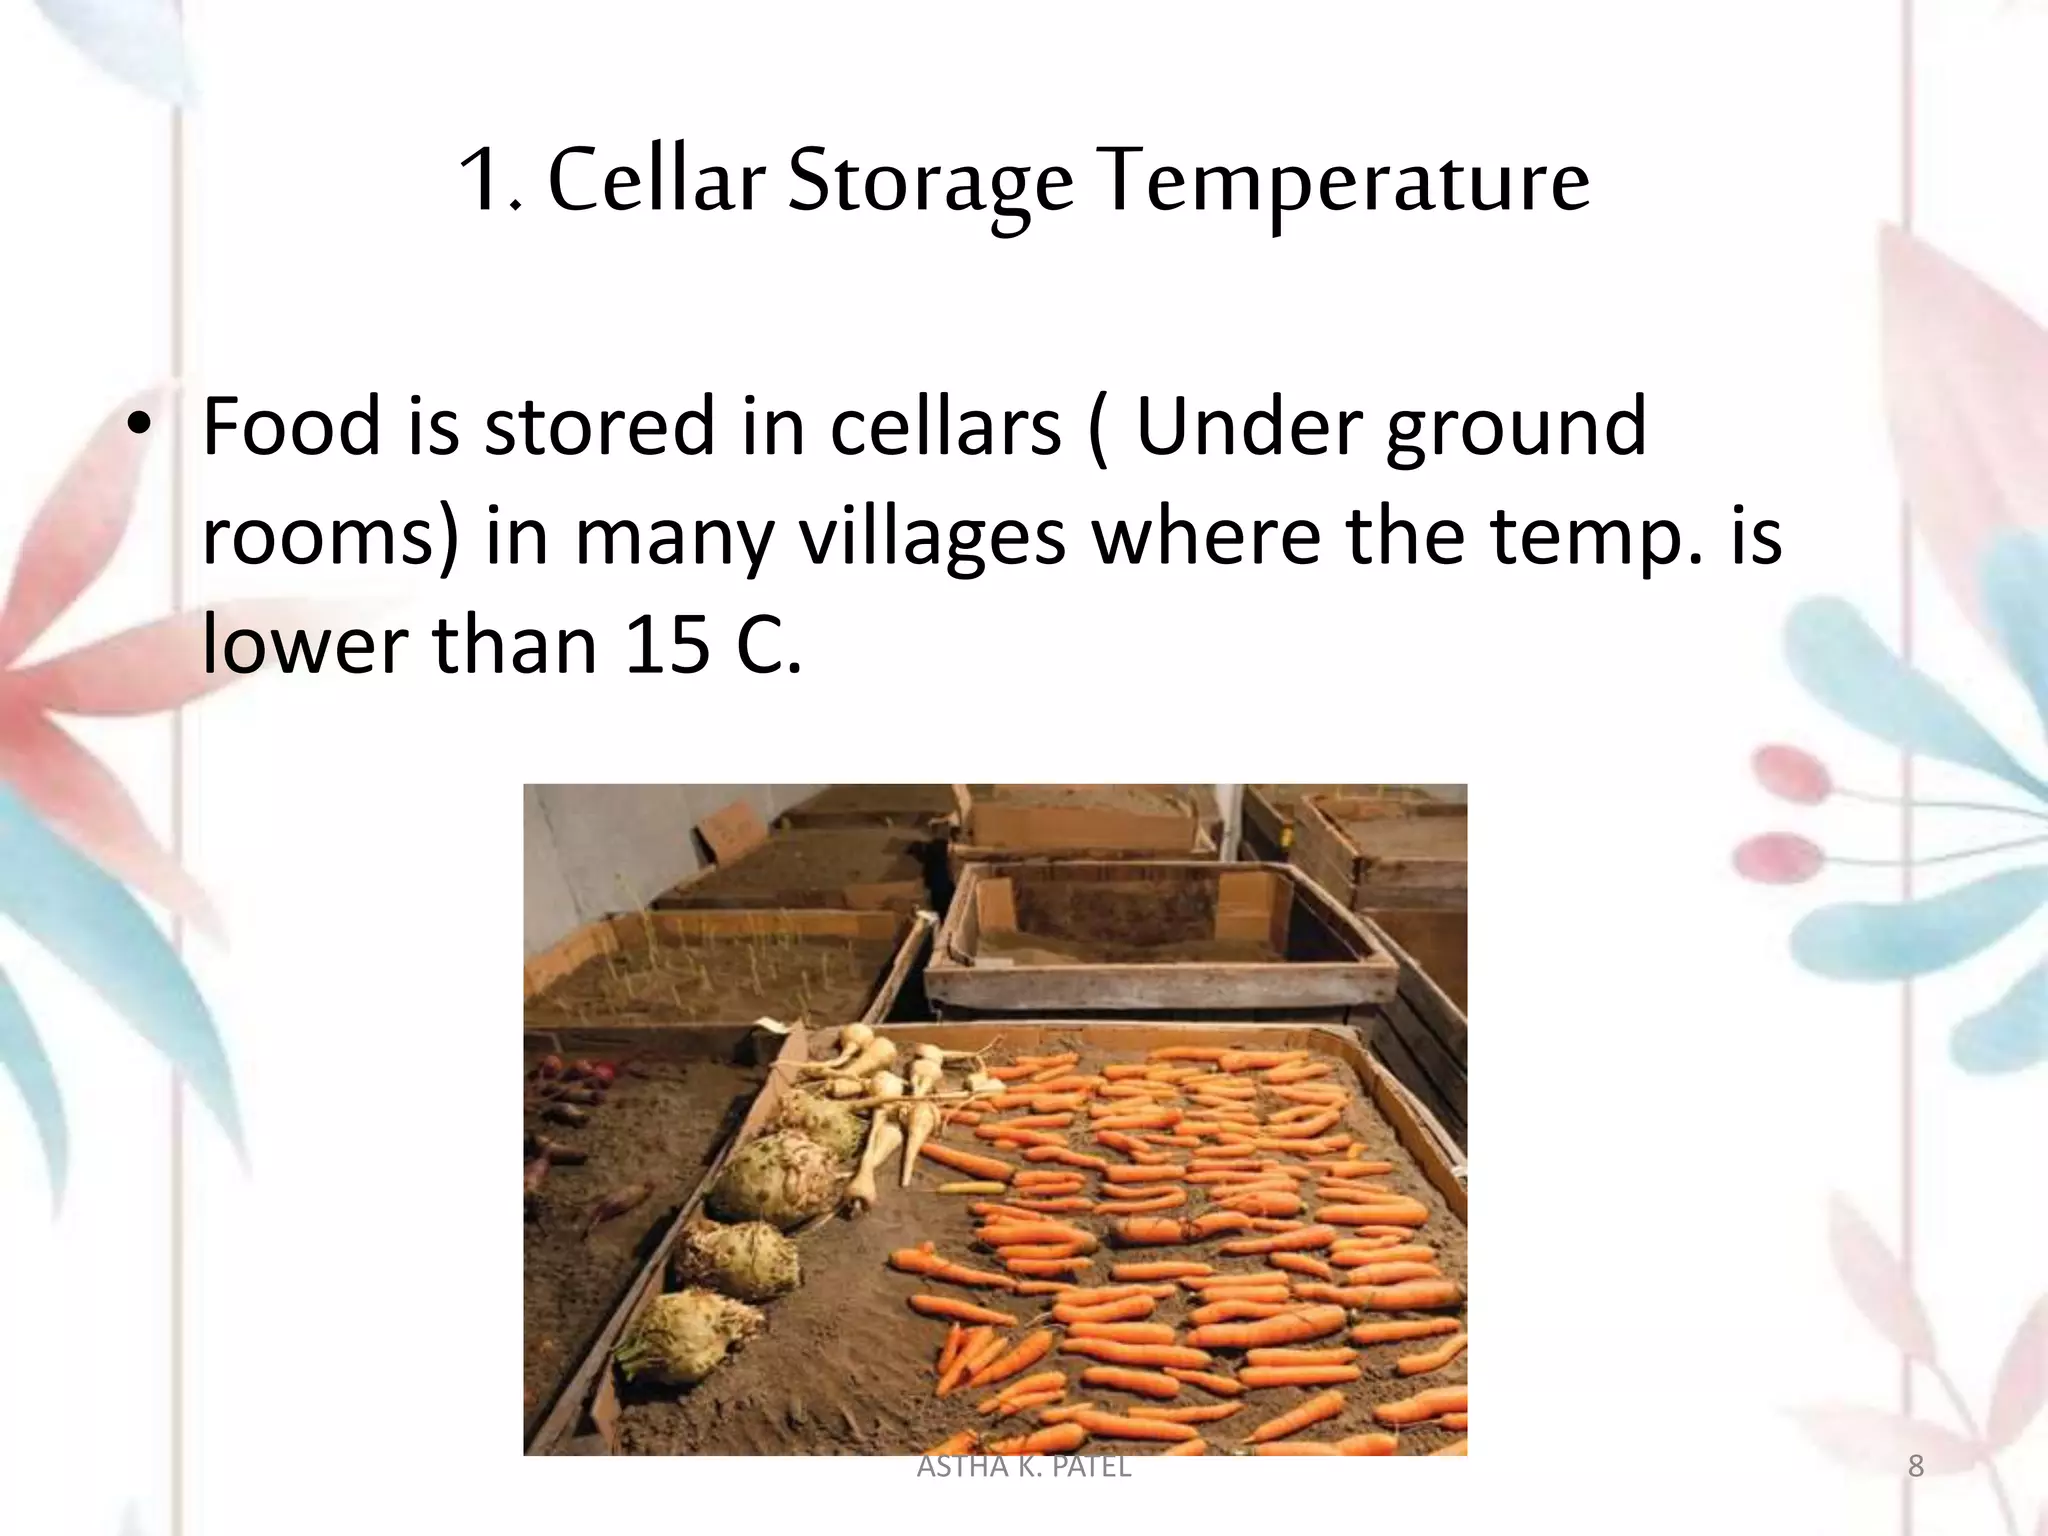 1. Cellar Storage Temperature
• Food is stored in cellars ( Under ground
rooms) in many villages where the temp. is
lower than 15 C.
ASTHA K. PATEL
8